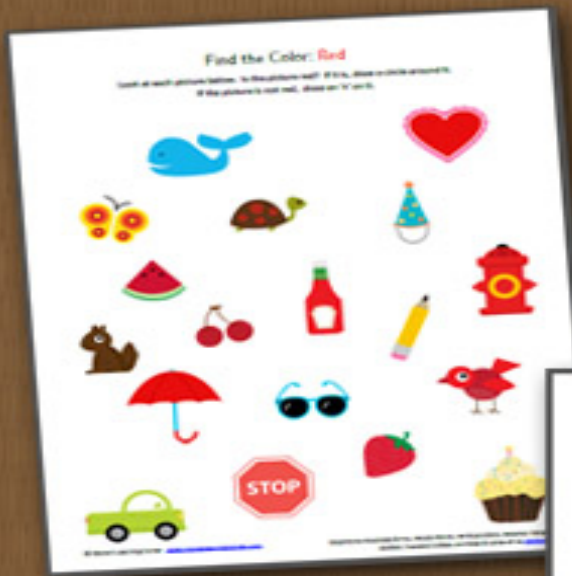 Find the Color: Red
Look at each picture below. Is the picture red? If it is, draw a circle around it.
If the picture is not red, draw an "x" on it.
STOP